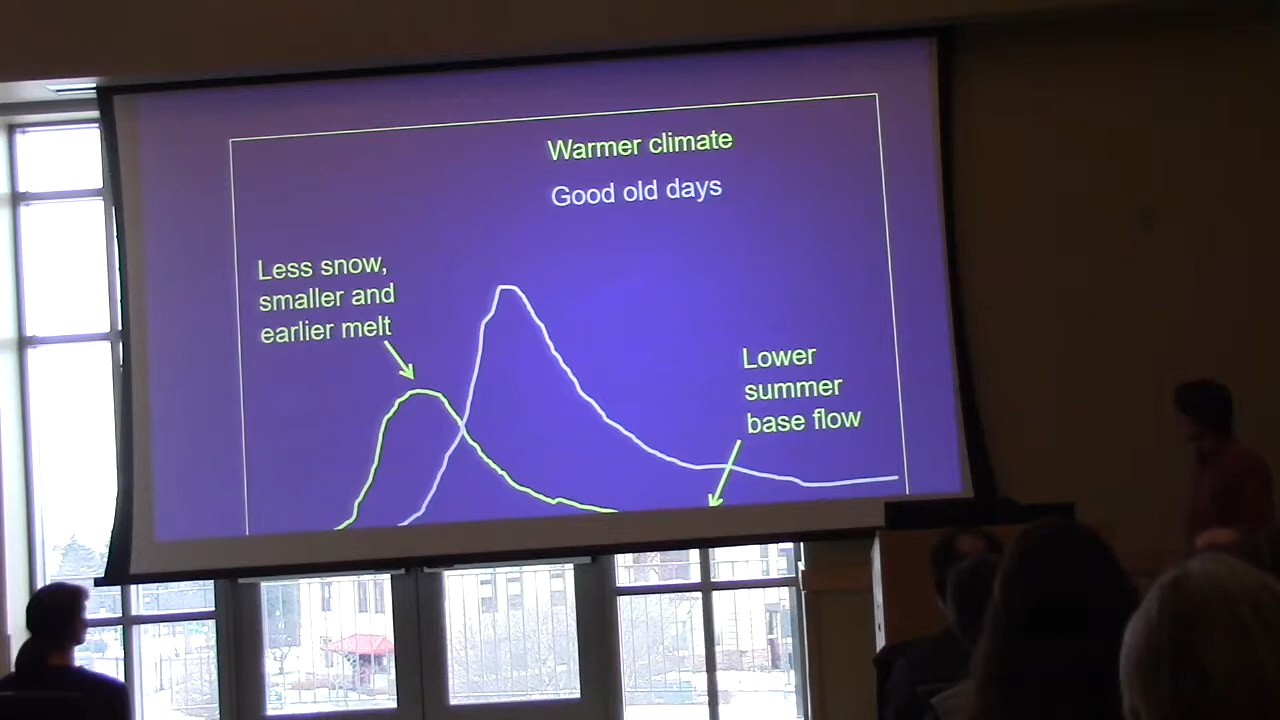 Warmer climate
Good old days
Less snow,
smaller and
earlier melt
Lower
summer
base flow